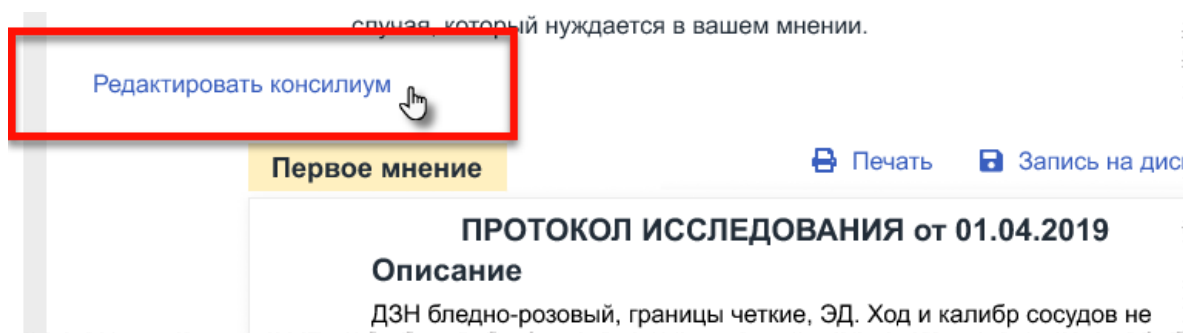 случая, который нуждается в вашем мнении.
Редактировать консилиум
Первое мнение
Печать
Запись на дис
ПРОТОКОЛ ИССЛЕДОВАНИЯ от 01.04.2019
Описание
ДЗН бледно-розовый, границы четкие, ЭД. Ход и калибр сосудов не